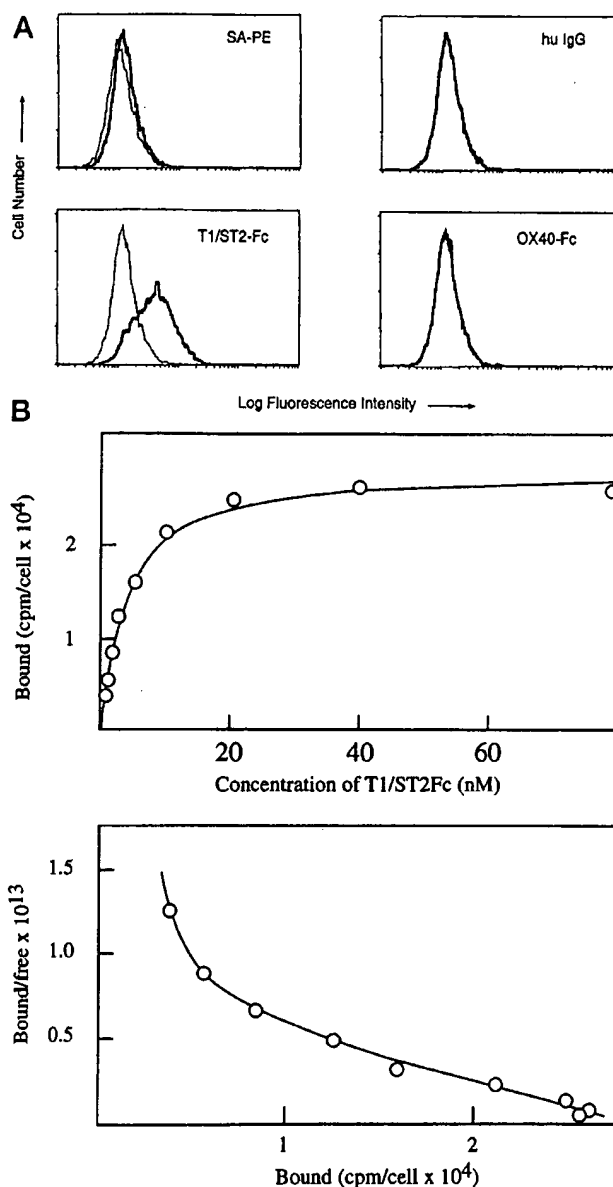 A
SA-PE
hu IgG
Cell Number
T1/ST2-Fc
OX40-Fc
Log Fluorescence Intensity
B
Bound (cpm/cell x 10⁴)
2
1
20
40
60
Concentration of T1/ST2Fc (nM)
Bound/free x 10¹³
1.5
1.0
0.5
1
2
Bound (cpm/cell x 10⁴)